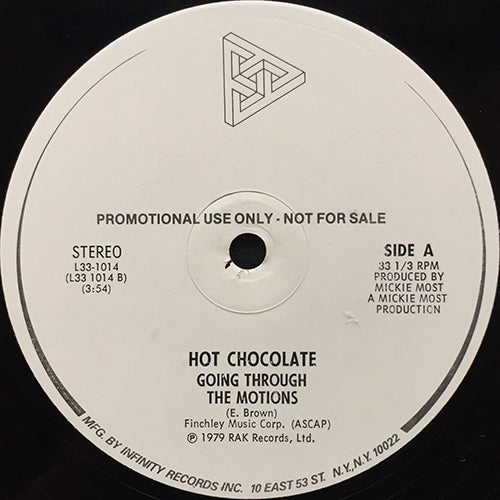 PROMOTIONAL USE ONLY - NOT FOR SALE
STEREO
L33-1014
(L33 1014 B)
(3:54)
SIDE A
33 1/3 RPM
PRODUCED BY
MICKIE MOST
A MICKIE MOST
PRODUCTION
HOT CHOCOLATE
GOING THROUGH
THE MOTIONS
(E. Brown)
Finchley Music Corp. (ASCAP)
℗ 1979 RAK Records, Ltd.
MFG. BY INFINITY RECORDS INC. 10 EAST 53 ST. N.Y., N.Y. 10022